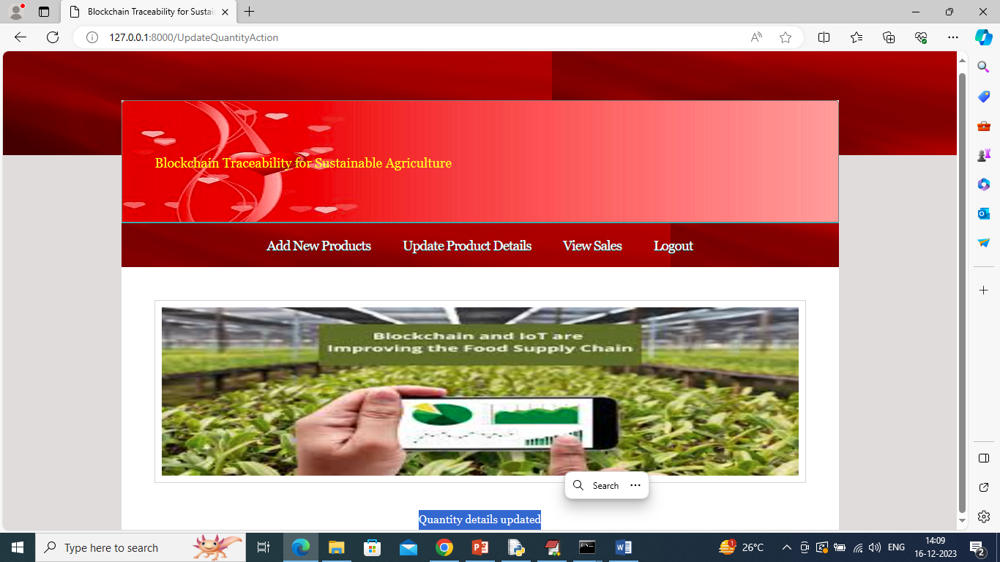 Blockchain Traceability for Sustai
127.0.0.1:8000/UpdateQuantityAction
Blockchain Traceability for Sustainable Agriculture
Add New Products Update Product Details View Sales Logout
Blockchain and IoT are
Improving the Food Supply Chain
Search
Quantity details updated
Type here to search
26°C
ENG
14:09
16-12-2023
2